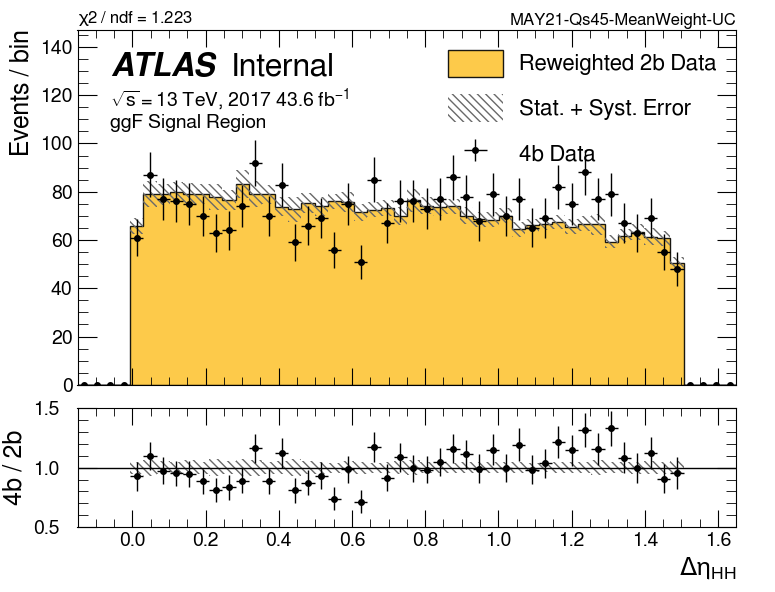 χ2 / ndf = 1.223
MAY21-Qs45-MeanWeight-UC
ATLAS Internal
√s = 13 TeV, 2017 43.6 fb⁻¹
ggF Signal Region
Reweighted 2b Data
Stat. + Syst. Error
4b Data
Events / bin
140
120
100
80
60
40
20
0
4b / 2b
1.5
1.0
0.5
0.0 0.2 0.4 0.6 0.8 1.0 1.2 1.4 1.6
Δη_HH